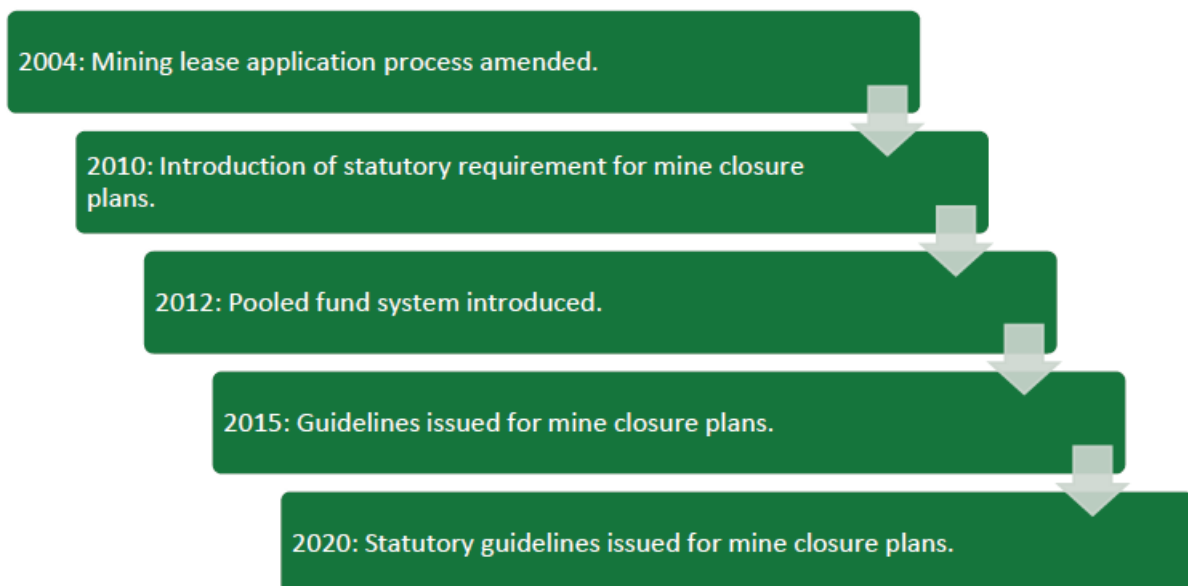 2004: Mining lease application process amended.
2010: Introduction of statutory requirement for mine closure
plans.
2012: Pooled fund system introduced.
2015: Guidelines issued for mine closure plans.
2020: Statutory guidelines issued for mine closure plans.